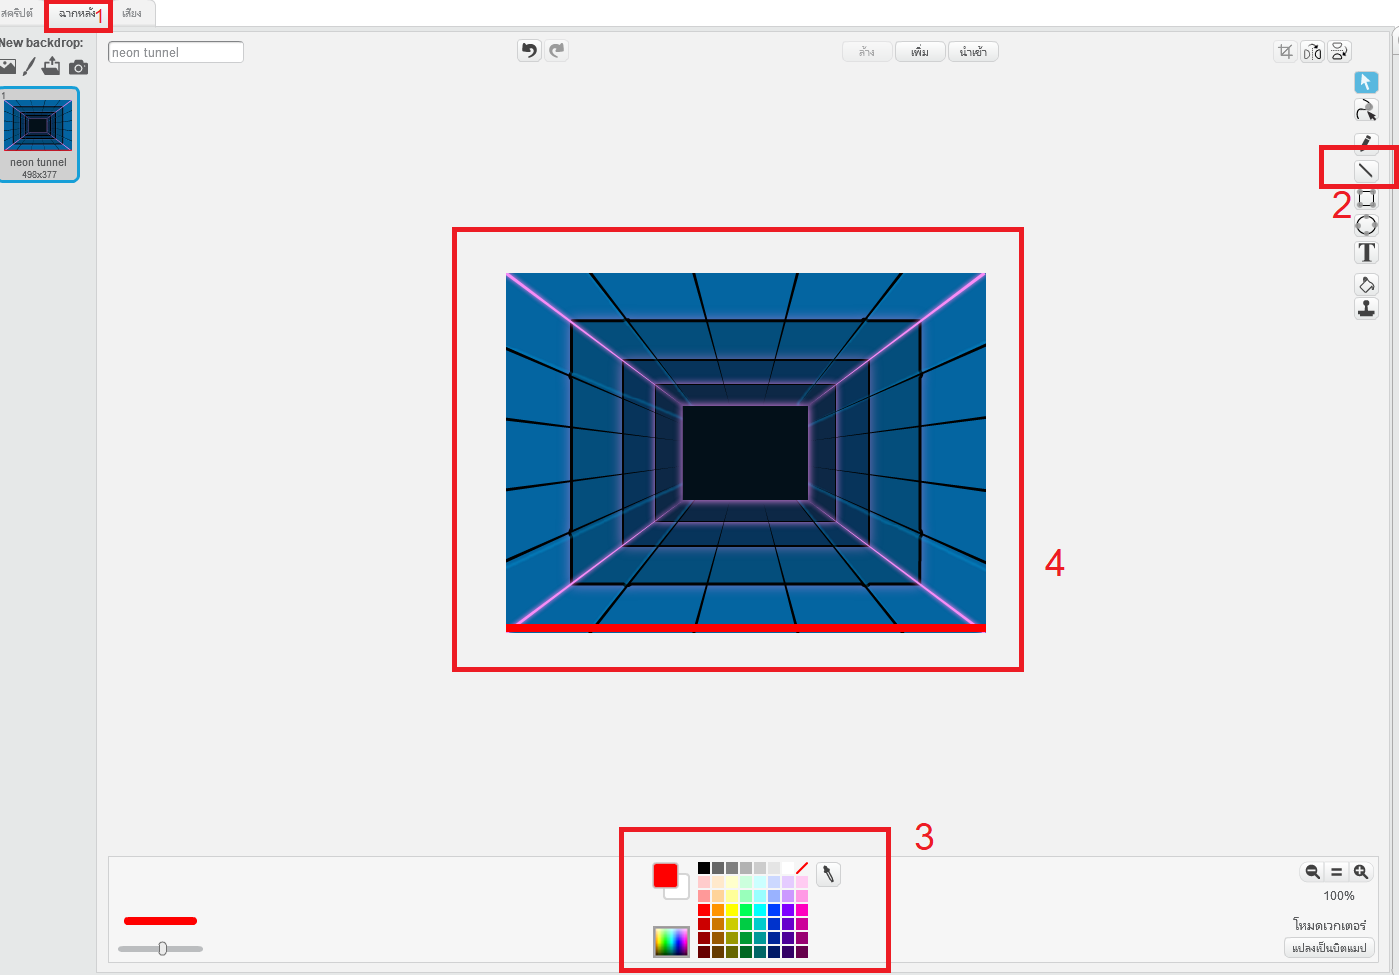 สคริปต์
ฉากหลัง
1
เสียง
New backdrop:
neon tunnel
ล้าง
เพิ่ม
นำเข้า
1
neon tunnel
498x377
2
T
4
3
100%
โหมดเวกเตอร์
แปลงเป็นบิตแมป